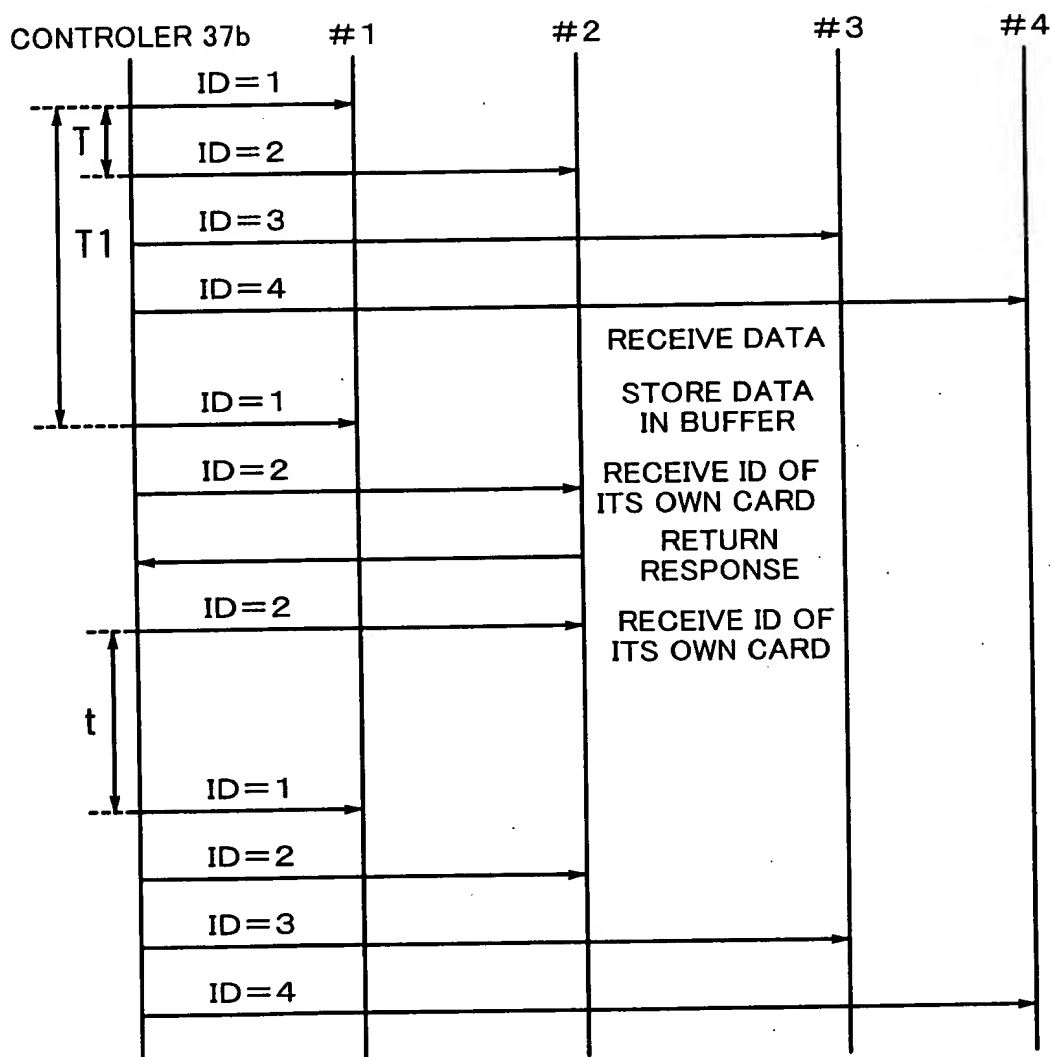 CONTROLER 37b #1 #2 #3 #4
ID=1
T
ID=2
T1
ID=3
ID=4
RECEIVE DATA
ID=1
STORE DATA
IN BUFFER
ID=2
RECEIVE ID OF
ITS OWN CARD
RETURN
RESPONSE
ID=2
RECEIVE ID OF
ITS OWN CARD
t
ID=1
ID=2
ID=3
ID=4